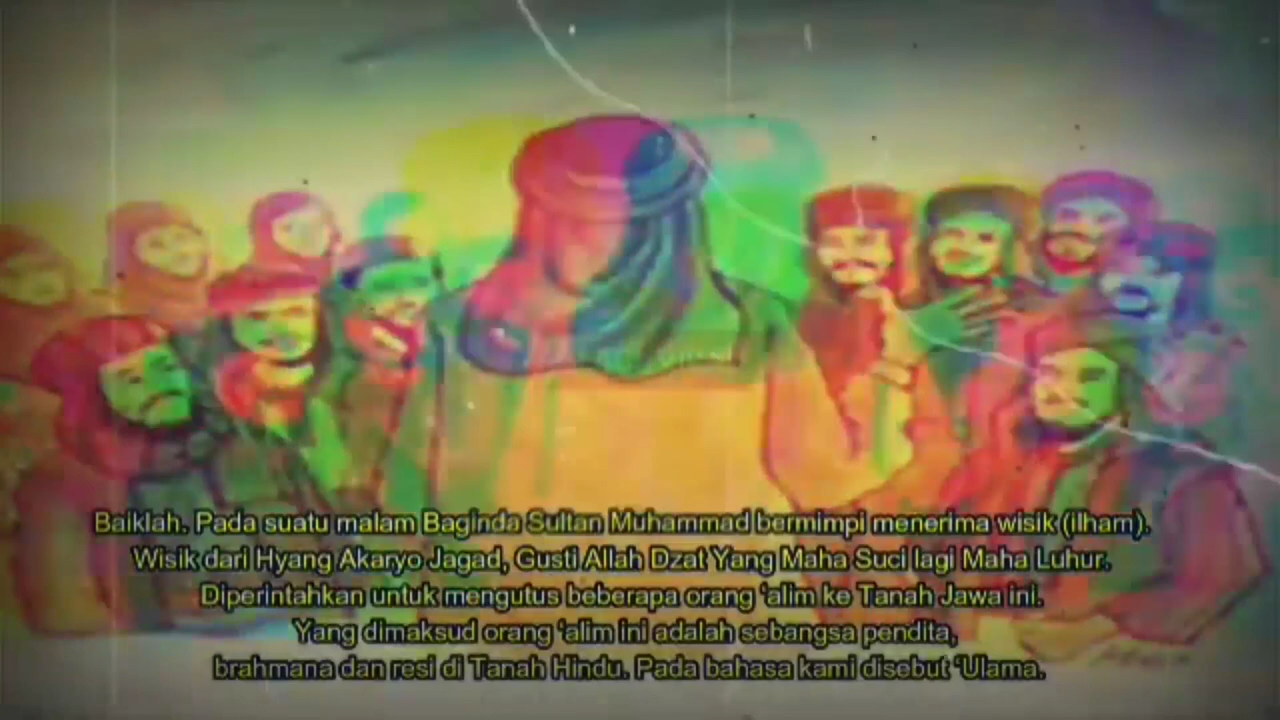 Baiklah. Pada suatu malam Baginda Sultan Muhammad bermimpi menerima wisik (ilham).
Wisik dari Hyang Akaryo Jagad, Gusti Allah Dzat Yang Maha Suci lagi Maha Luhur.
Diperintahkan untuk mengutus beberapa orang ‘alim ke Tanah Jawa ini.
Yang dimaksud orang ‘alim ini adalah sebangsa pendita,
brahmana dan resi di Tanah Hindu. Pada bahasa kami disebut ‘Ulama.